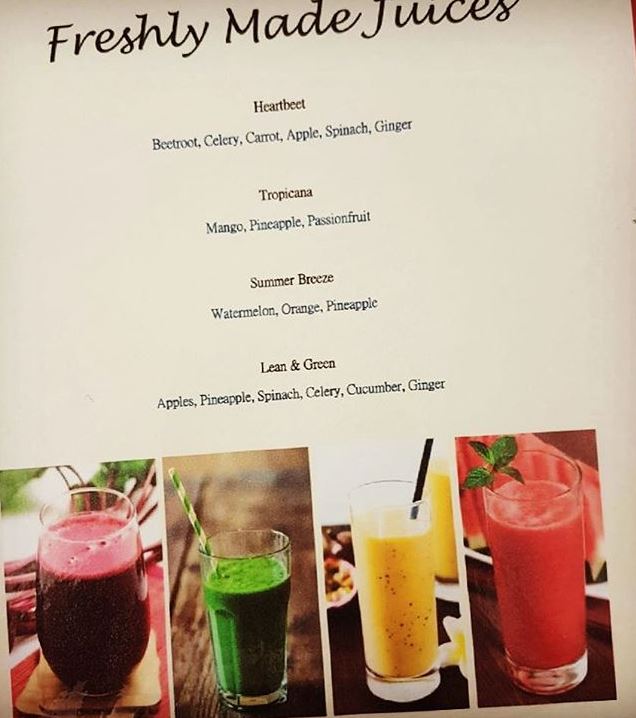 Freshly Made Juices
Heartbeet
Beetroot, Celery, Carrot, Apple, Spinach, Ginger
Tropicana
Mango, Pineapple, Passionfruit
Summer Breeze
Watermelon, Orange, Pineapple
Lean & Green
Apples, Pineapple, Spinach, Celery, Cucumber, Ginger